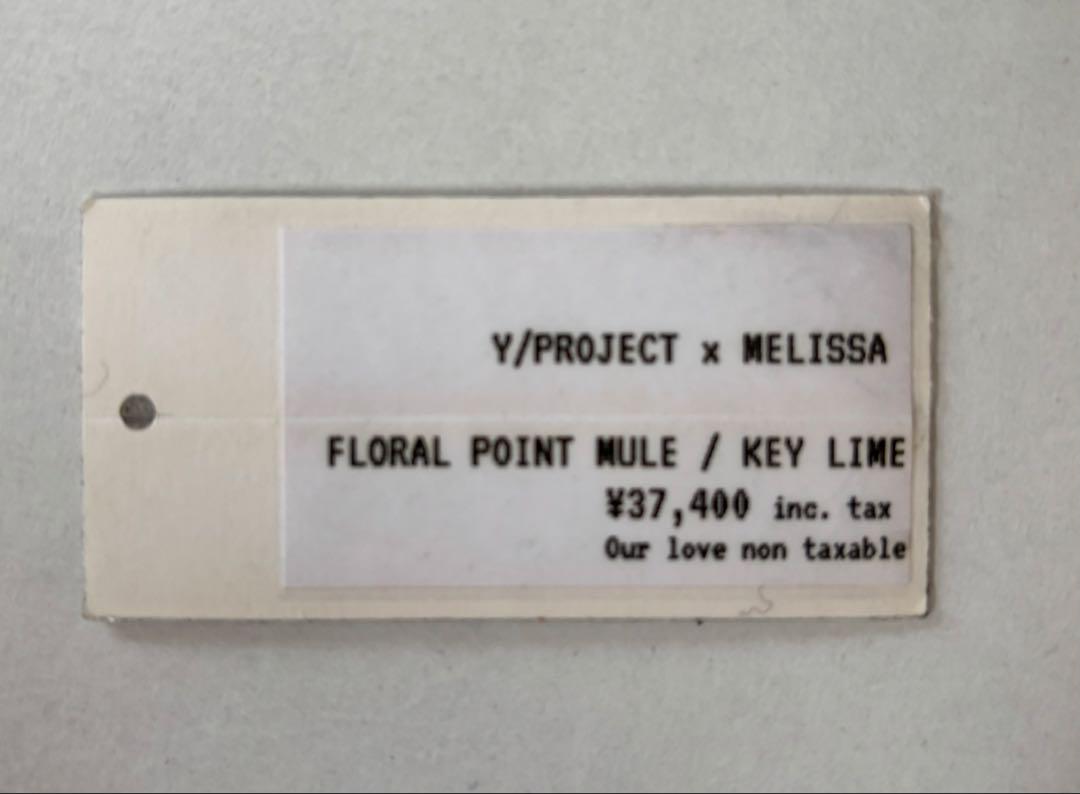 Y/PROJECT x MELISSA
FLORAL POINT MULE / KEY LIME
¥37,400 inc. tax
Our love non taxable